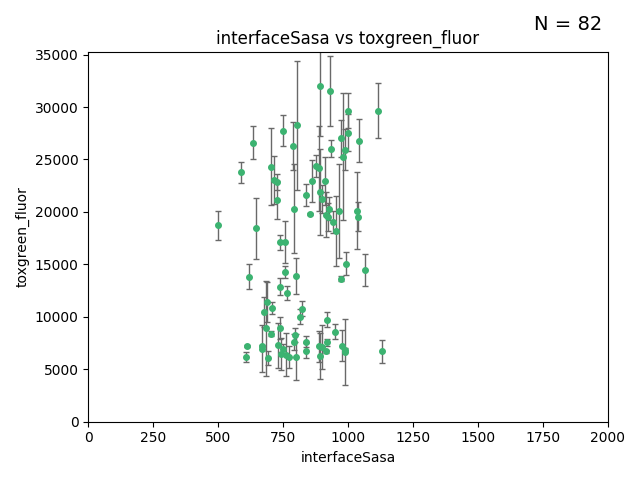 N = 82
interfaceSasa vs toxgreen_fluor
35000
30000
25000
20000
15000
10000
5000
0
toxgreen_fluor
0 250 500 750 1000 1250 1500 1750 2000
interfaceSasa